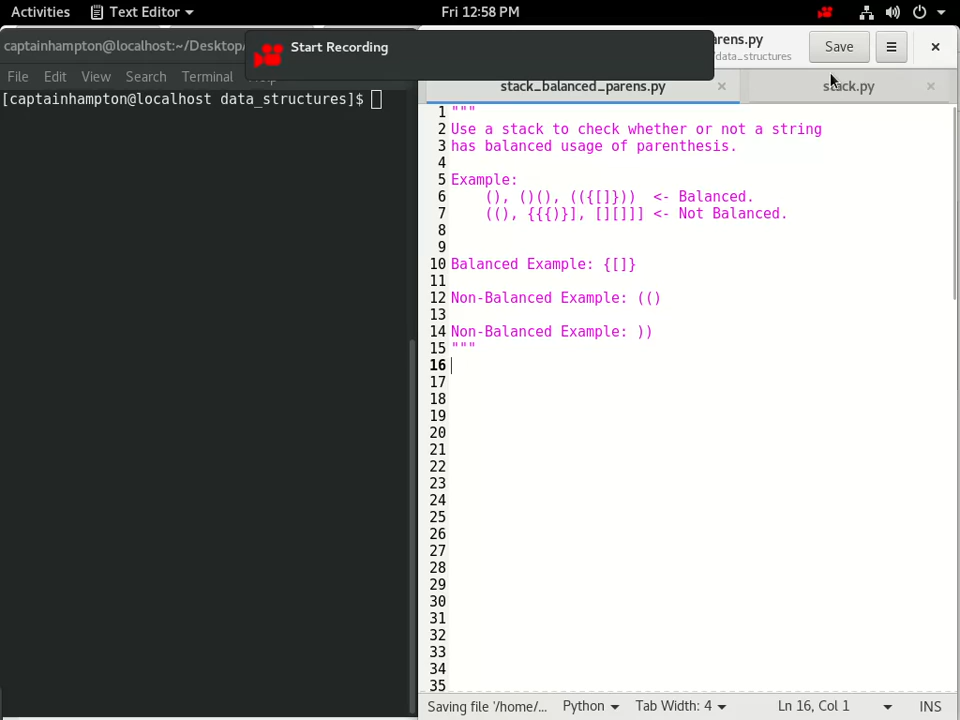 Activities Text Editor Fri 12:58 PM
captainhampton@localhost:~/Desktop/
Start Recording
arens.py
/data_structures
Save
File Edit View Search Terminal
stack_balanced_parens.py
stack.py
[captainhampton@localhost data_structures]$
1 """
2 Use a stack to check whether or not a string
3 has balanced usage of parenthesis.
4
5 Example:
6 (), ()(), (({[]})) <- Balanced.
7 ((), {{{)}], [][]]] <- Not Balanced.
8
9
10 Balanced Example: {[]}
11
12 Non-Balanced Example: (()
13
14 Non-Balanced Example: ))
15 """
16
17
18
19
20
21
22
23
24
25
26
27
28
29
30
31
32
33
34
35
Saving file '/home/... Python Tab Width: 4 Ln 16, Col 1 INS